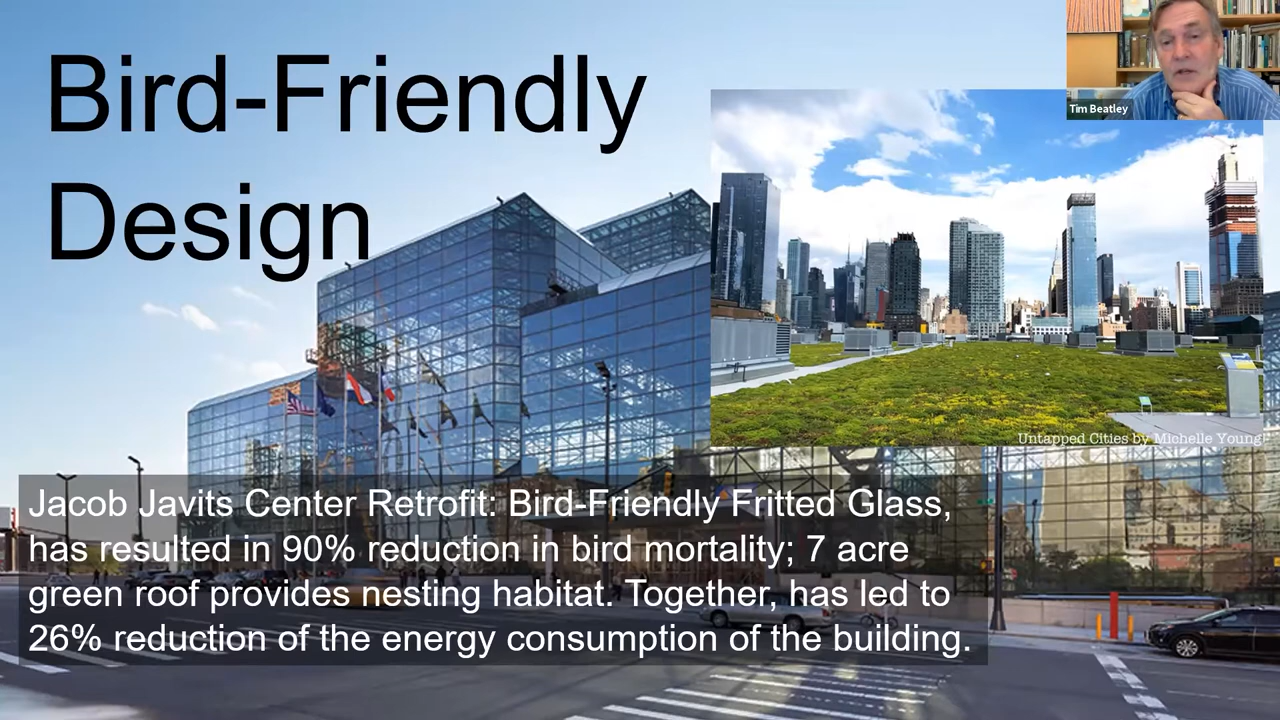 Bird-Friendly
Design
Tim Beatley
Untapped Cities by Michelle Young
Jacob Javits Center Retrofit: Bird-Friendly Fritted Glass,
has resulted in 90% reduction in bird mortality; 7 acre
green roof provides nesting habitat. Together, has led to
26% reduction of the energy consumption of the building.